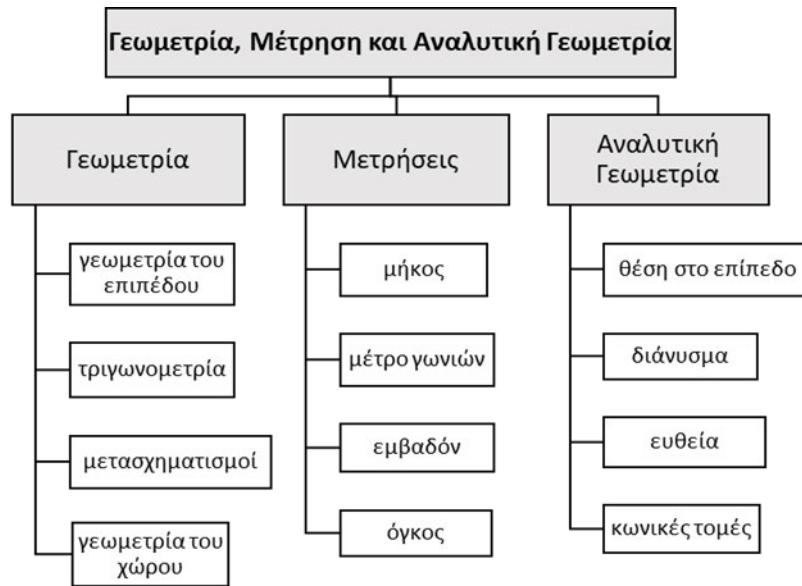 Γεωμετρία, Μέτρηση και Αναλυτική Γεωμετρία
Γεωμετρία
γεωμετρία του
επιπέδου
τριγωνομετρία
μετασχηματισμοί
γεωμετρία του
χώρου
Μετρήσεις
μήκος
μέτρο γωνιών
εμβαδόν
όγκος
Αναλυτική
Γεωμετρία
θέση στο επίπεδο
διάνυσμα
ευθεία
κωνικές τομές